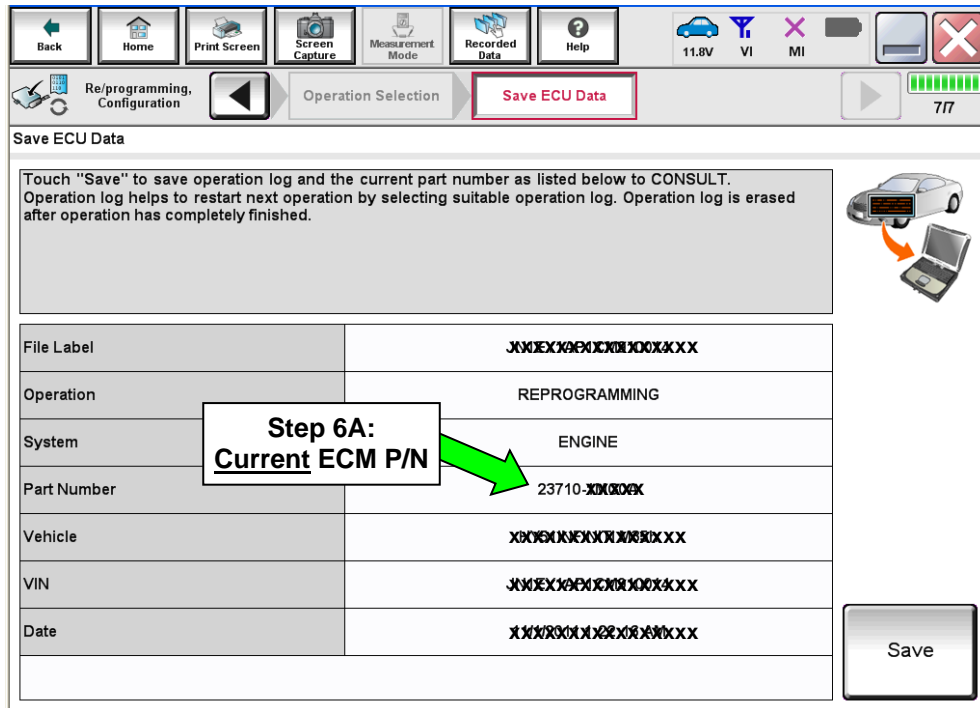 Back
Home
Print Screen
Screen
Capture
Measurement
Mode
Recorded
Data
Help
11.8V
VI
MI
Re/programming,
Configuration
Operation Selection
Save ECU Data
7/7
Save ECU Data
Touch "Save" to save operation log and the current part number as listed below to CONSULT.
Operation log helps to restart next operation by selecting suitable operation log. Operation log is erased
after operation has completely finished.
File Label
Operation
REPROGRAMMING
System
ENGINE
Step 6A:
Current ECM P/N
Part Number
23710-
Vehicle
VIN
Date
Save